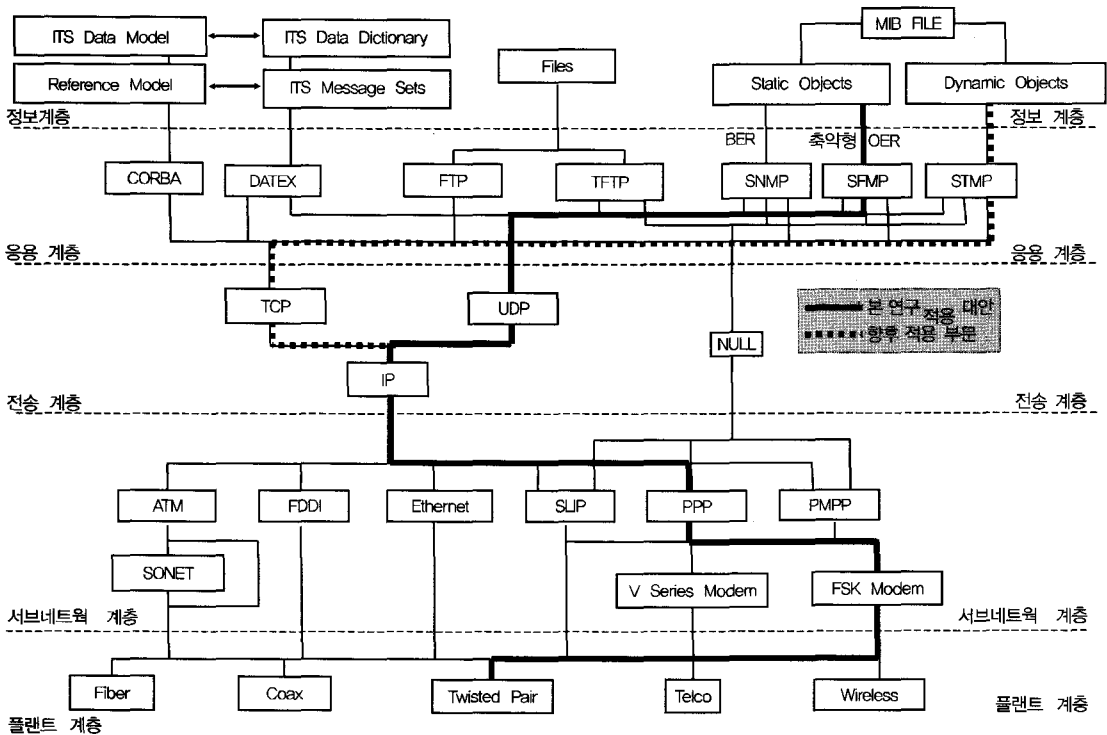 MIB FILE
ITS Data Model
ITS Data Dictionary
Files
Reference Model
ITS Message Sets
Static Objects
Dynamic Objects
정보계층
정보 계층
BER
축약형 OER
CORBA
DATEX
FTP
TFTP
SNMP
SFMP
STMP
응용 계층
응용 계층
TCP
UDP
본 연구 적용 대안
향후 적용 부문
NULL
IP
전송 계층
전송 계층
ATM
FDDI
Ethernet
SLIP
PPP
PMPP
SONET
V Series Modem
FSK Modem
서브네트웍 계층
서브네트웍 계층
Fiber
Coax
Twisted Pair
Telco
Wireless
플랜트 계층
플랜트 계층